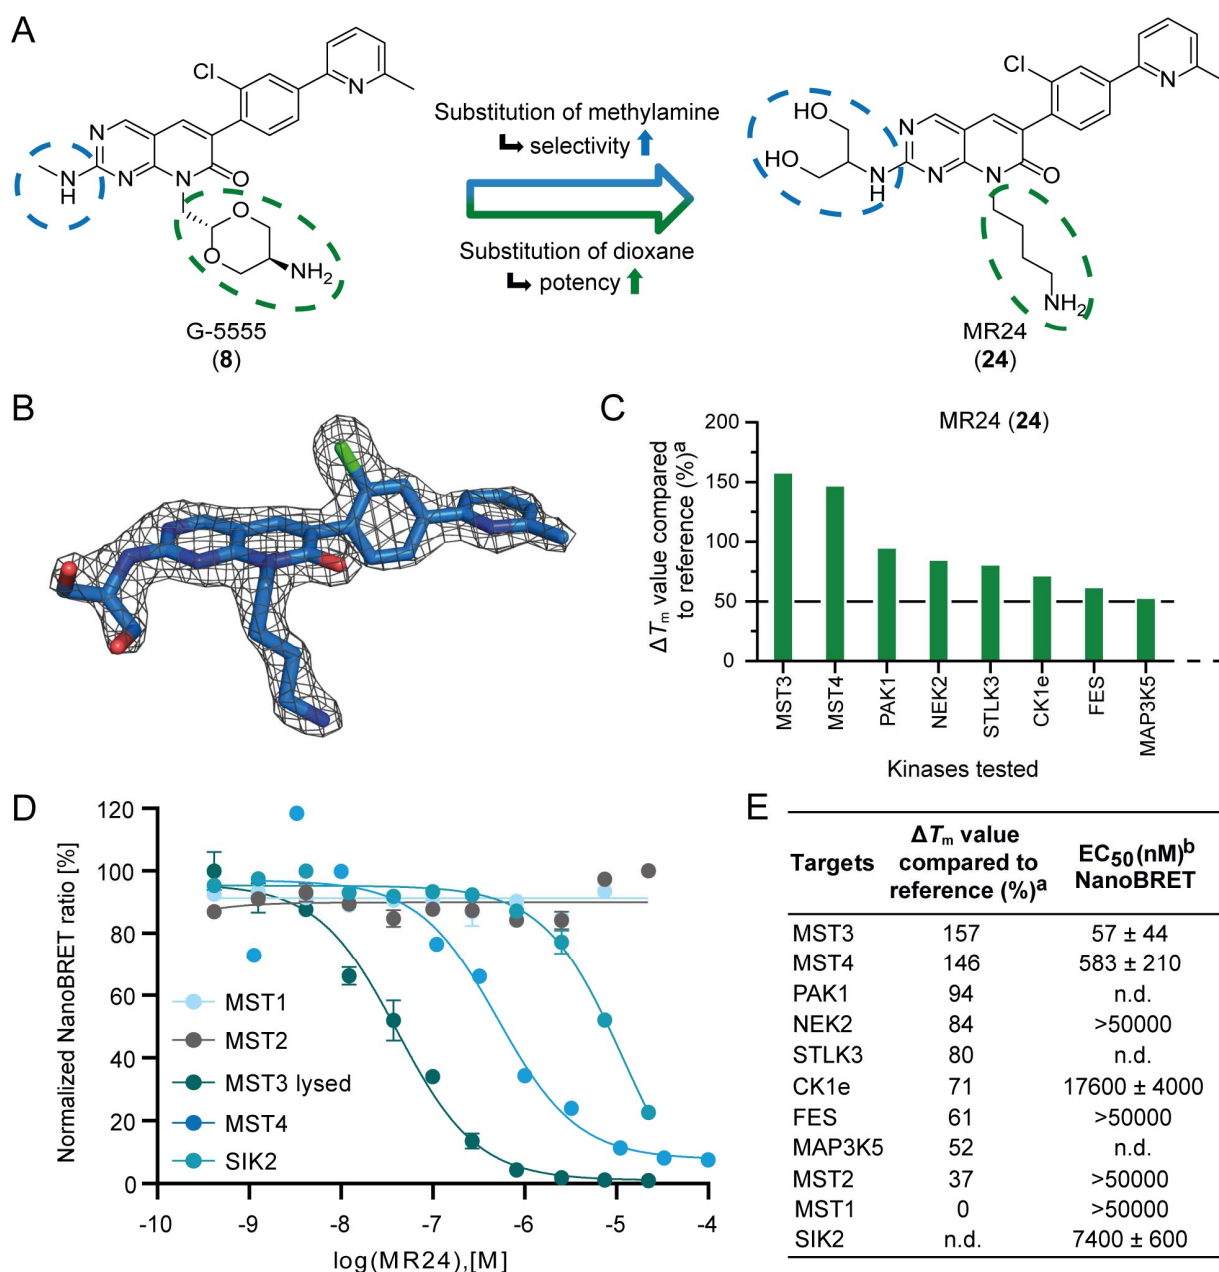 A
Cl
N
N
N
N
H
N
O
O
O
NH2
G-5555
(8)
Substitution of methylamine
selectivity
Substitution of dioxane
potency
HO
HO
Cl
N
N
N
N
H
N
O
NH2
MR24
(24)
B
C
MR24 (24)
ΔTm value compared
to reference (%)a
200
150
100
50
0
MST3
MST4
PAK1
NEK2
STLK3
CK1e
FES
MAP3K5
Kinases tested
D
Normalized NanoBRET ratio [%]
120
100
80
60
40
20
0
MST1
MST2
MST3 lysed
MST4
SIK2
-10 -9 -8 -7 -6 -5 -4
log(MR24),[M]
E
Targets ΔTm value compared to reference (%)a EC50(nM)b NanoBRET
MST3 157 57 ± 44
MST4 146 583 ± 210
PAK1 94 n.d.
NEK2 84 >50000
STLK3 80 n.d.
CK1e 71 17600 ± 4000
FES 61 >50000
MAP3K5 52 n.d.
MST2 37 >50000
MST1 0 >50000
SIK2 n.d. 7400 ± 600